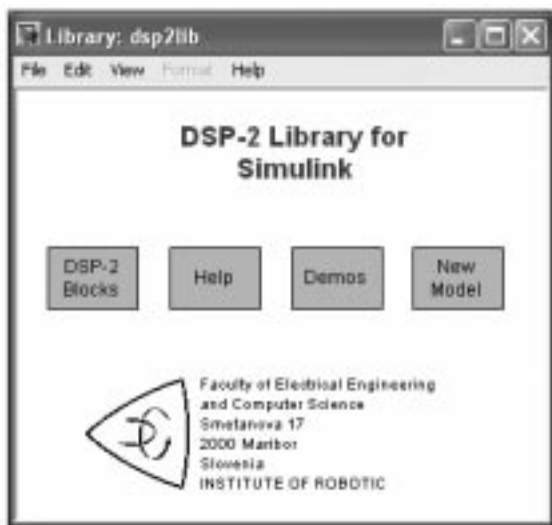 Library: dsp2lib
File Edit View Format Help
DSP-2 Library for
Simulink
DSP-2
Blocks
Help
Demos
New
Model
Faculty of Electrical Engineering
and Computer Science
Smetanova 17
2000 Maribor
Slovenia
INSTITUTE OF ROBOTIC